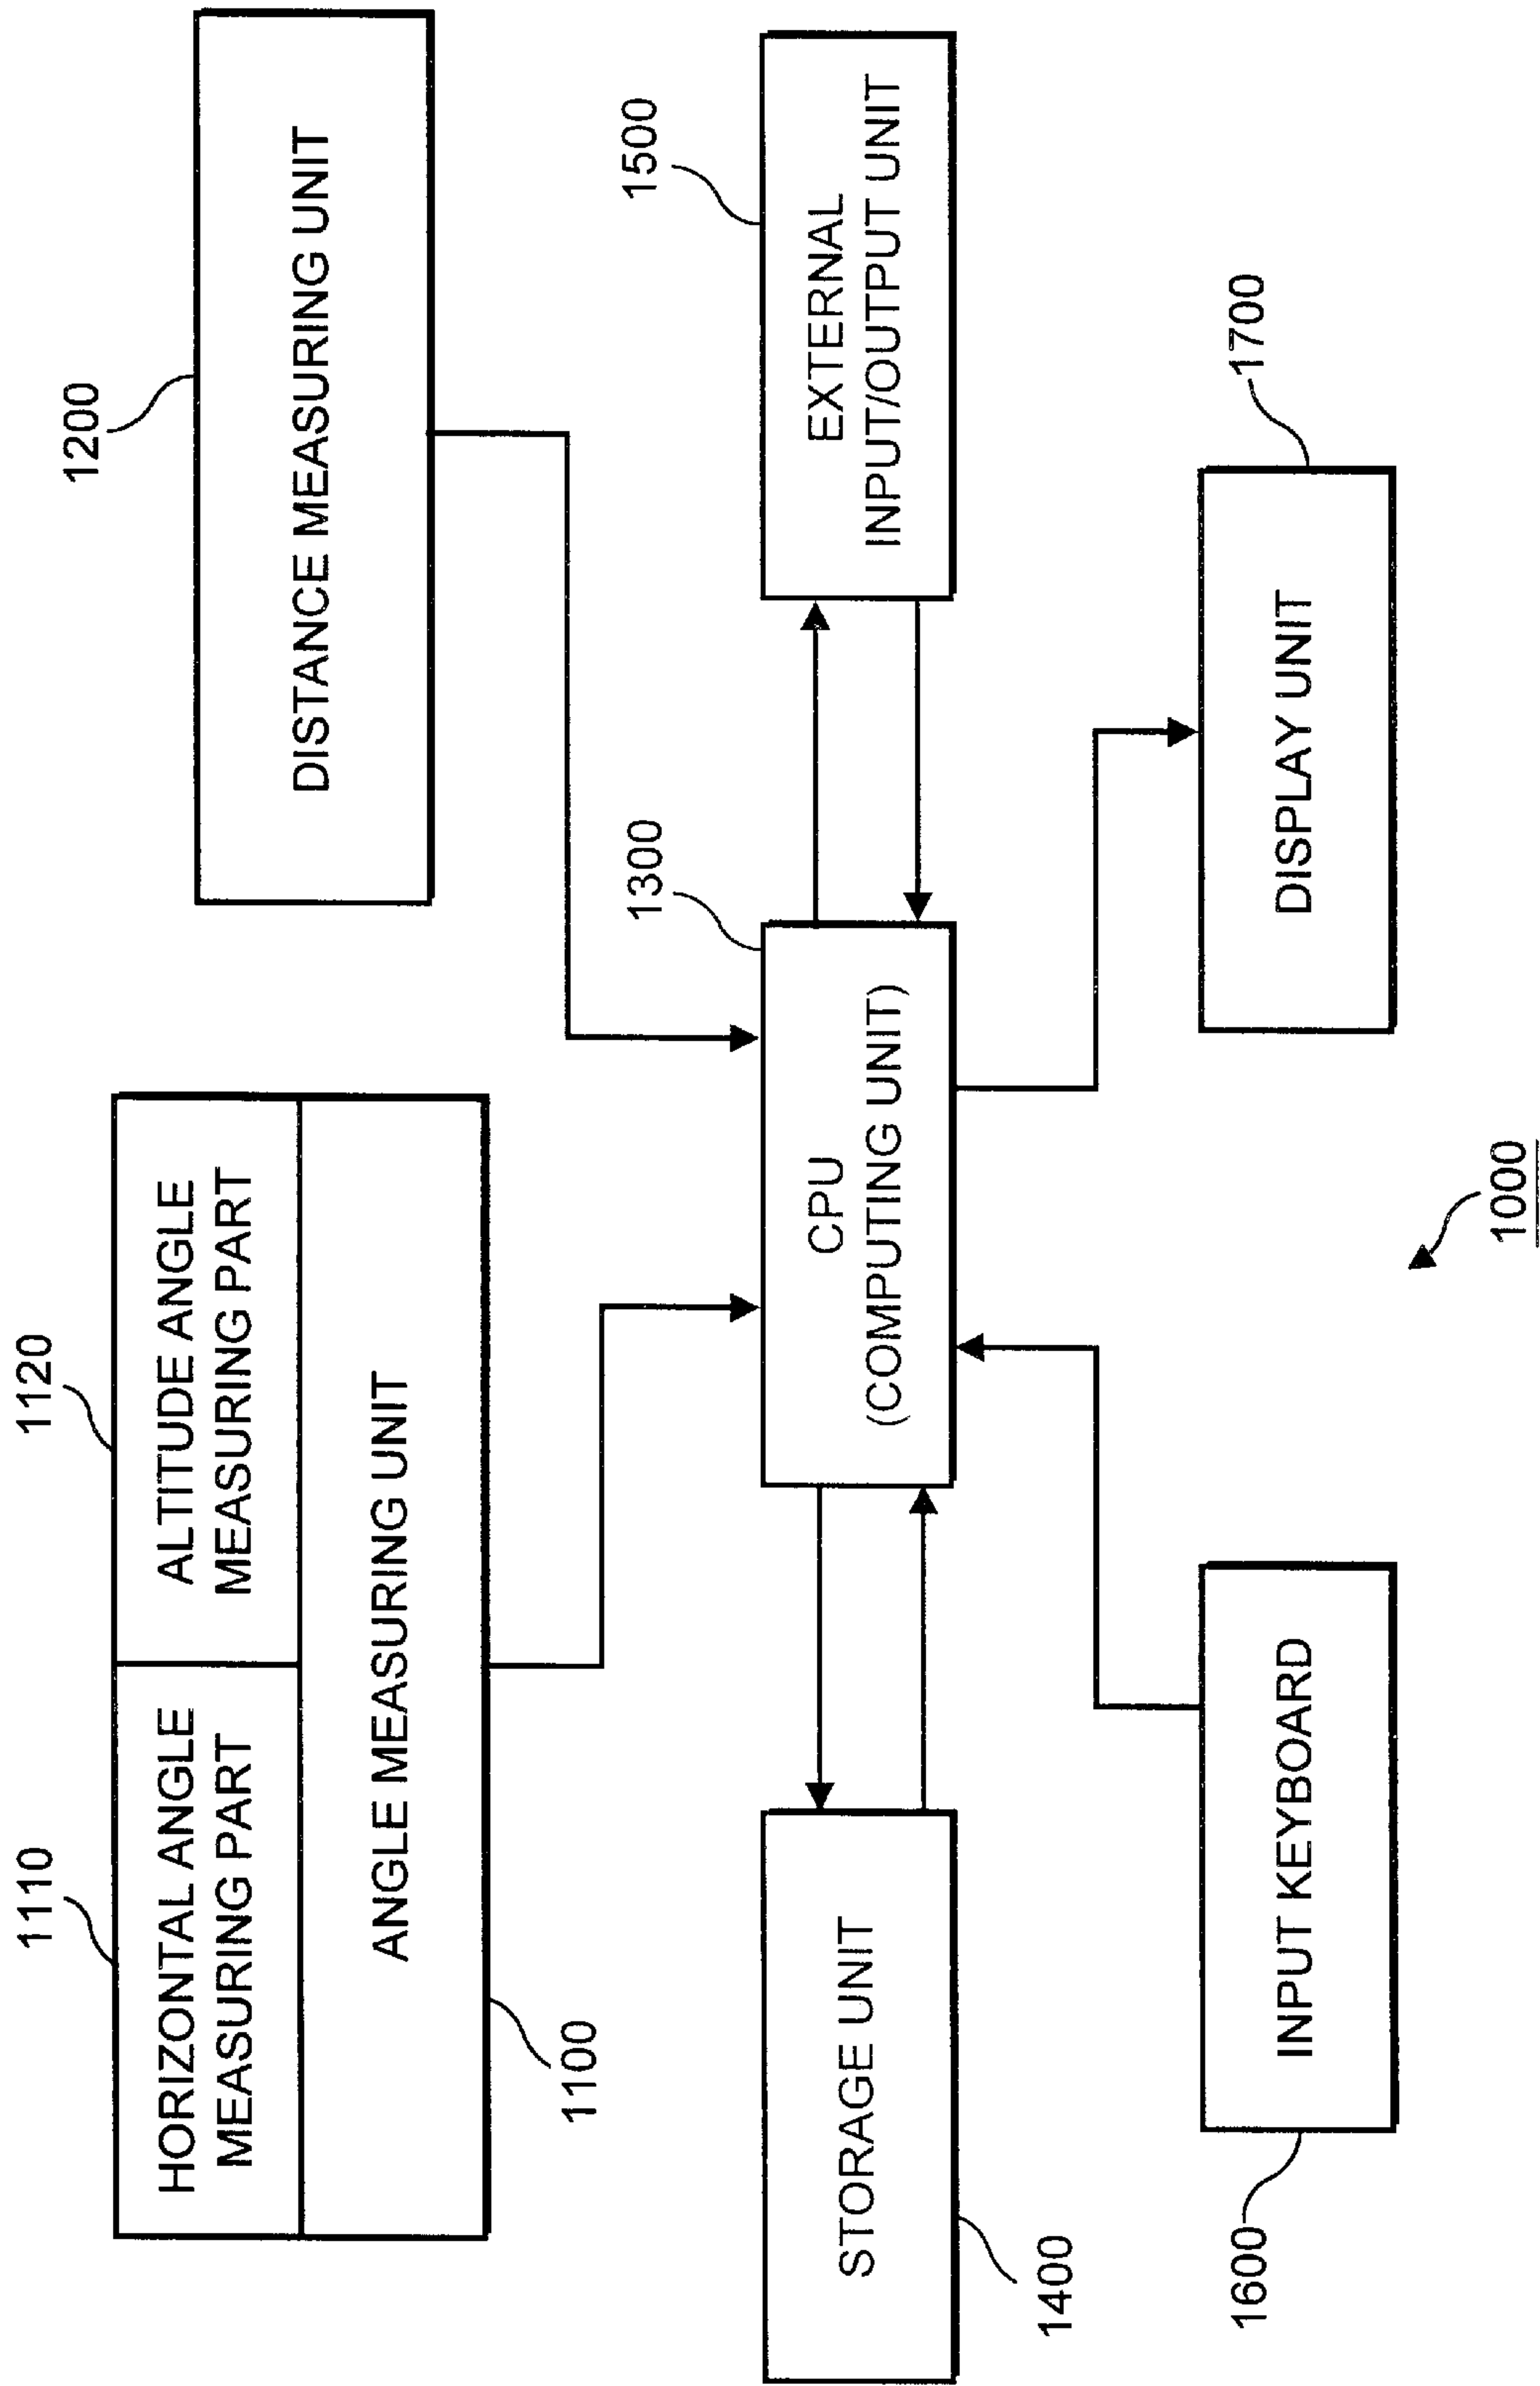 1110
1120
1200
HORIZONTAL ANGLE
MEASURING PART
ALTITUDE ANGLE
MEASURING PART
ANGLE MEASURING UNIT
DISTANCE MEASURING UNIT
1100
1300
1500
STORAGE UNIT
CPU
(COMPUTING UNIT)
EXTERNAL
INPUT/OUTPUT UNIT
1400
1600
INPUT KEYBOARD
DISPLAY UNIT
1700
1000